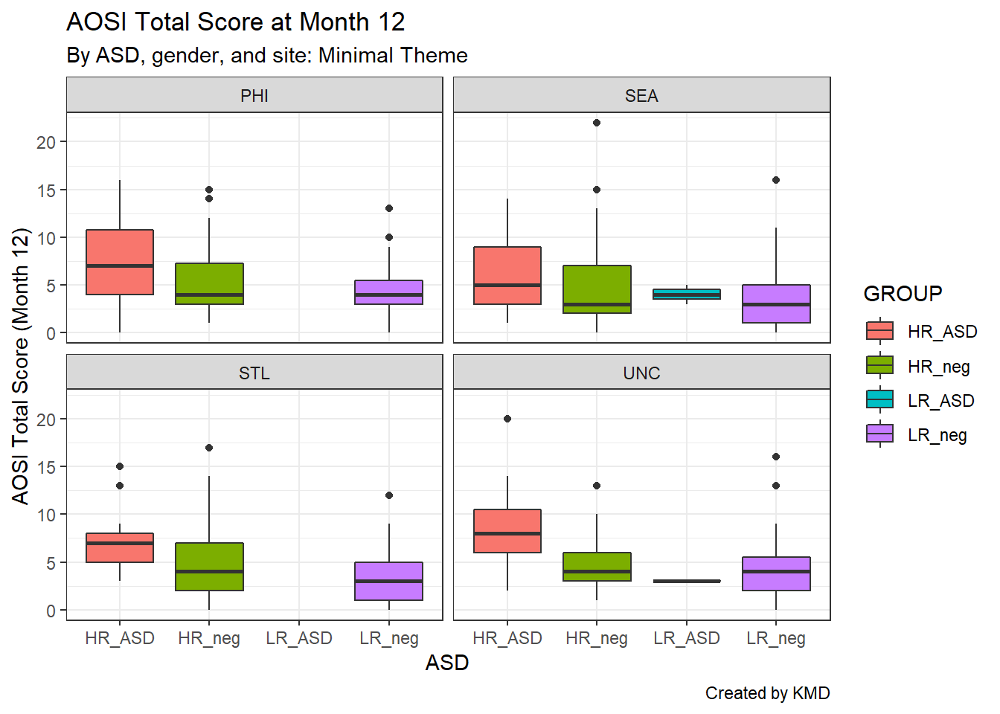 AOSI Total Score at Month 12
By ASD, gender, and site: Minimal Theme
PHI
SEA
20
15
10
5
0
AOSI Total Score (Month 12)
STL
UNC
20
15
10
5
0
HR_ASD HR_neg LR_ASD LR_neg
HR_ASD HR_neg LR_ASD LR_neg
ASD
GROUP
HR_ASD
HR_neg
LR_ASD
LR_neg
Created by KMD